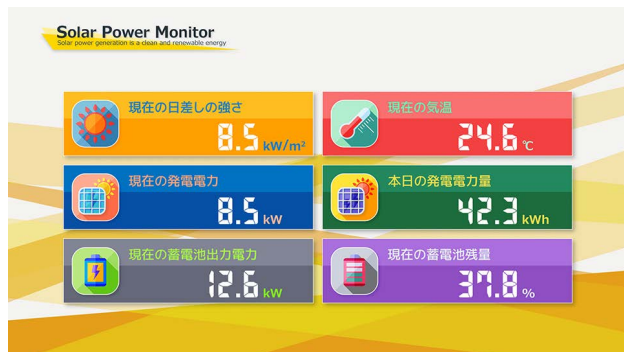 Solar Power Monitor
Solar power generation is a clean and renewable energy
現在の日差しの強さ
8.5 kW/m²
現在の気温
24.6 ℃
現在の発電電力
8.5 kW
本日の発電電力量
42.3 kWh
現在の蓄電池出力電力
12.6 kW
現在の蓄電池残量
37.8 %